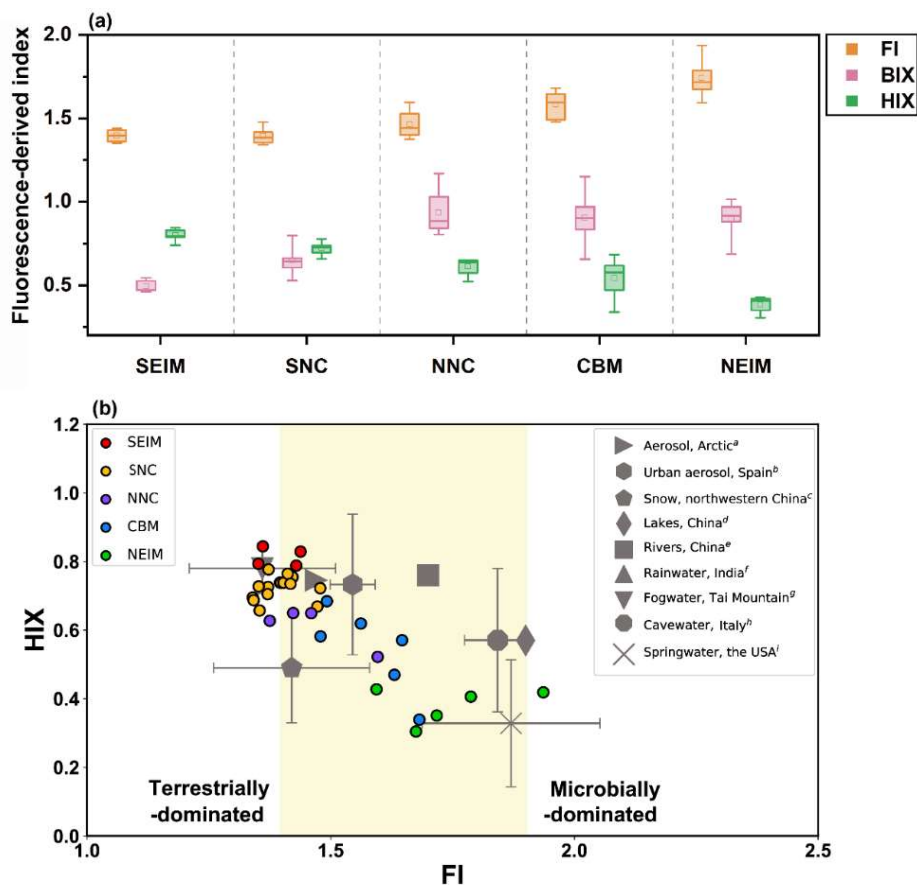 (a)
2.0
1.5
1.0
0.5
Fluorescence-derived index
FI
BIX
HIX
SEIM
SNC
NNC
CBM
NEIM
(b)
1.2
1.0
0.8
0.6
0.4
0.2
0.0
HIX
SEIM
SNC
NNC
CBM
NEIM
Aerosol, Arctic^a
Urban aerosol, Spain^b
Snow, northwestern China^c
Lakes, China^d
Rivers, China^e
Rainwater, India^f
Fogwater, Tai Mountain^g
Cavewater, Italy^h
Springwater, the USA^i
Terrestrially
-dominated
Microbially
-dominated
1.0
1.5
2.0
2.5
FI